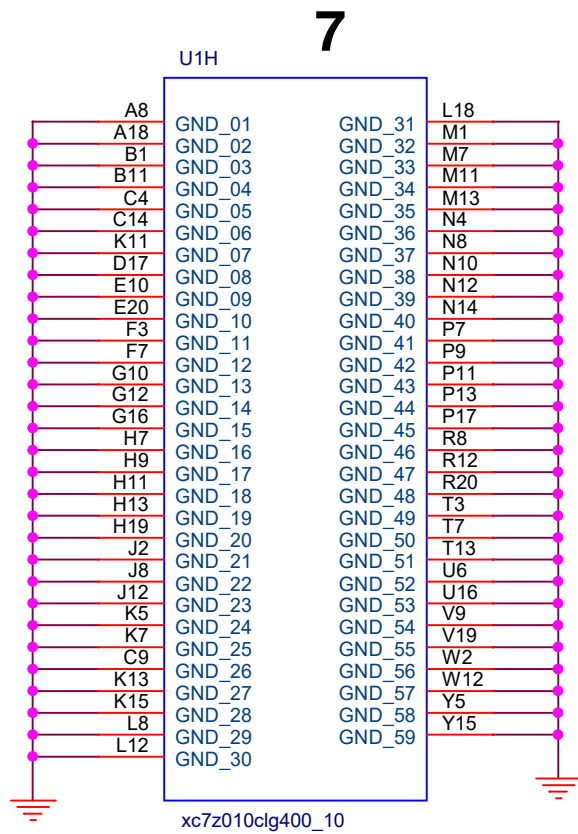 7
U1H
A8 GND_01 GND_31 L18
A18 GND_02 GND_32 M1
B1 GND_03 GND_33 M7
B11 GND_04 GND_34 M11
C4 GND_05 GND_35 M13
C14 GND_06 GND_36 N4
K11 GND_07 GND_37 N8
D17 GND_08 GND_38 N10
E10 GND_09 GND_39 N12
E20 GND_10 GND_40 N14
F3 GND_11 GND_41 P7
F7 GND_12 GND_42 P9
G10 GND_13 GND_43 P11
G12 GND_14 GND_44 P13
G16 GND_15 GND_45 P17
H7 GND_16 GND_46 R8
H9 GND_17 GND_47 R12
H11 GND_18 GND_48 R20
H13 GND_19 GND_49 T3
H19 GND_20 GND_50 T7
J2 GND_21 GND_51 T13
J8 GND_22 GND_52 U6
J12 GND_23 GND_53 U16
K5 GND_24 GND_54 V9
K7 GND_25 GND_55 V19
C9 GND_26 GND_56 W2
K13 GND_27 GND_57 W12
K15 GND_28 GND_58 Y5
L8 GND_29 GND_59 Y15
L12 GND_30
xc7z010clg400_10